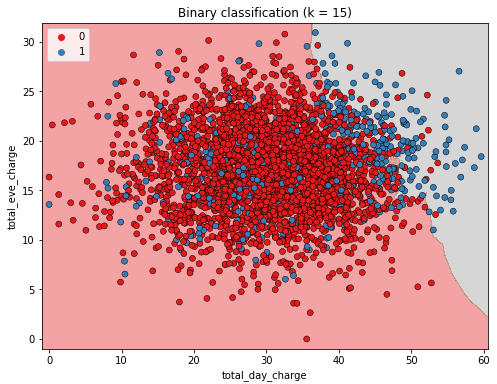 Binary classification (k = 15)
0
1
total_eve_charge
30
25
20
15
10
5
0
0 10 20 30 40 50 60
total_day_charge